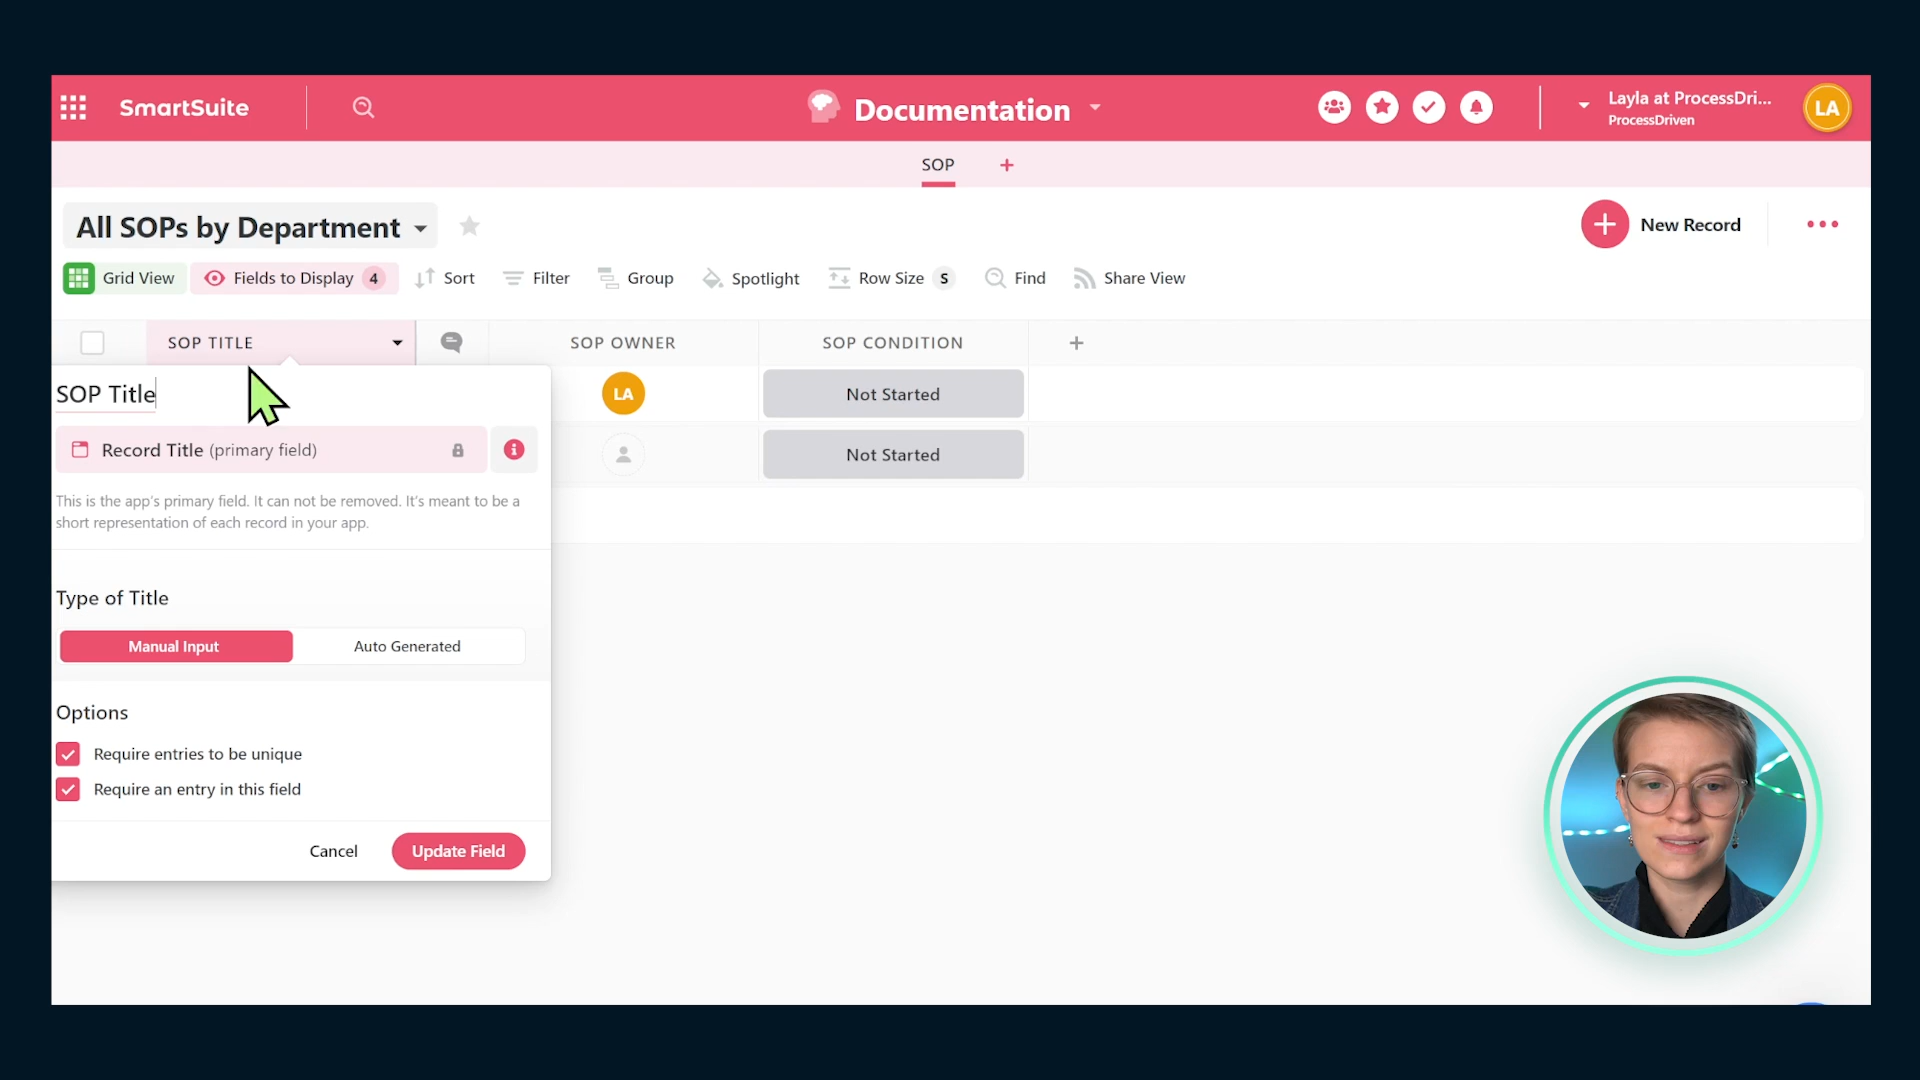 SmartSuite
Documentation
Layla at ProcessDri...
ProcessDriven
LA
SOP +
All SOPs by Department
New Record
Grid View Fields to Display 4 Sort Filter Group Spotlight Row Size S Find Share View
SOP TITLE SOP OWNER SOP CONDITION +
SOP Title
LA Not Started
Record Title (primary field)
Not Started
This is the app's primary field. It can not be removed. It's meant to be a
short representation of each record in your app.
Type of Title
Manual Input Auto Generated
Options
Require entries to be unique
Require an entry in this field
Cancel Update Field